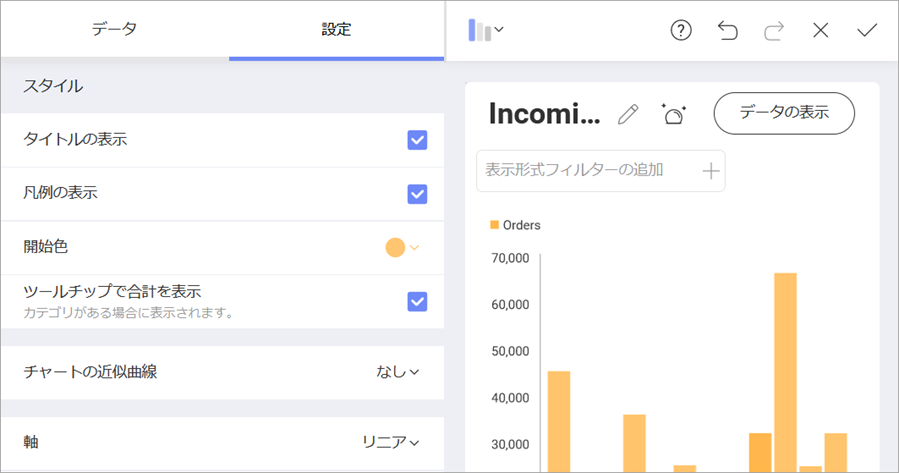 データ
設定
スタイル
タイトルの表示
凡例の表示
開始色
ツールチップで合計を表示
カテゴリがある場合に表示されます。
チャートの近似曲線
なし
軸
リニア
Incomi...
データの表示
表示形式フィルターの追加
Orders
70,000
60,000
50,000
40,000
30,000